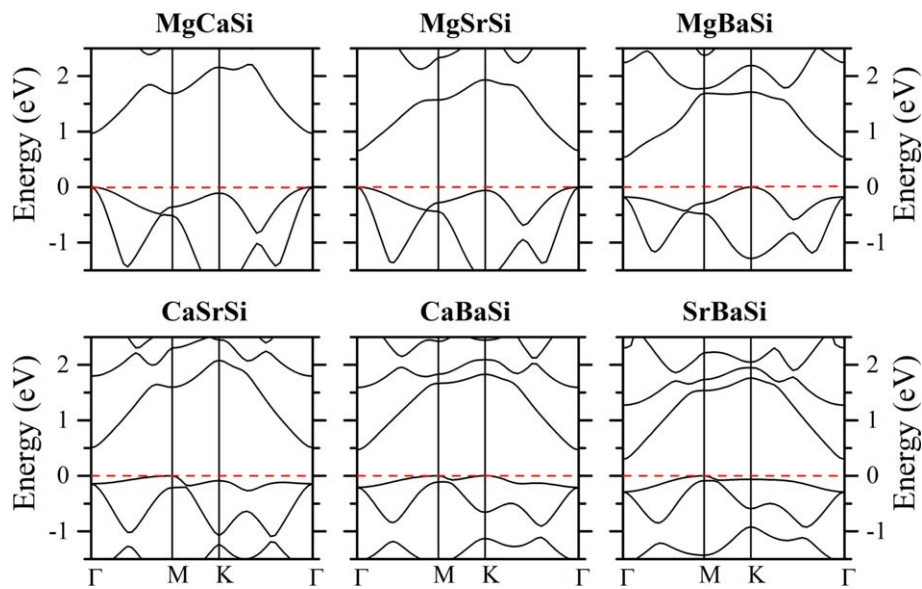 MgCaSi MgSrSi MgBaSi
Energy (eV) 2 1 0 -1 2 1 0 -1 Energy (eV)
CaSrSi CaBaSi SrBaSi
Energy (eV) 2 1 0 -1 2 1 0 -1 Energy (eV)
Γ M K Γ Γ M K Γ Γ M K Γ